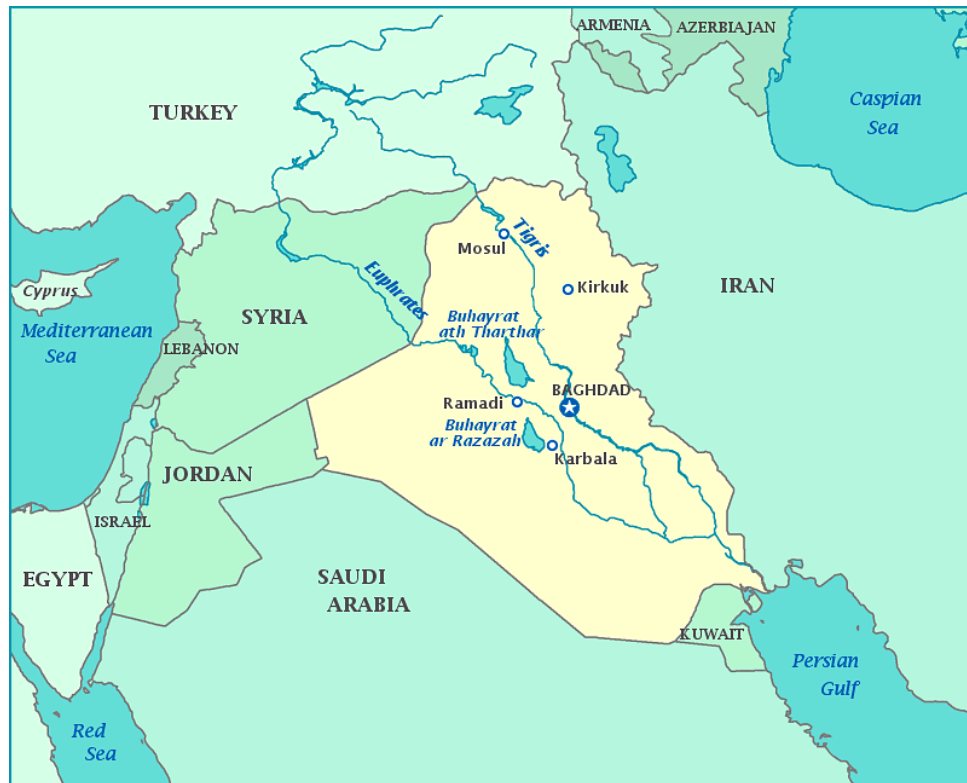 ARMENIA
AZERBIJAN
TURKEY
Caspian
Sea
Tigris
Mosul
Cyprus
Euphrates
Kirkuk
IRAN
Buhayrat
ath Tharthar
SYRIA
Mediterranean
Sea
LEBANON
BAGHDAD
Ramadi
Buhayrat
ar Razazah
Karbala
JORDAN
ISRAEL
EGYPT
SAUDI
ARABIA
KUWAIT
Persian
Gulf
Red
Sea